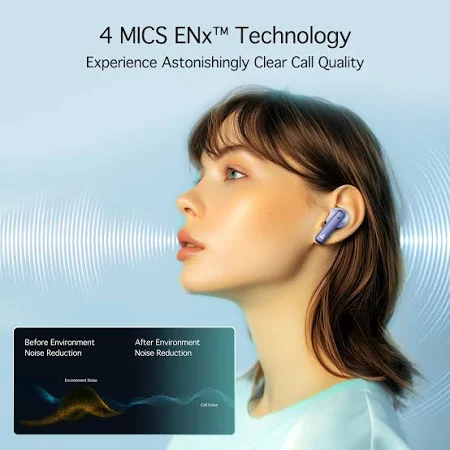 4 MICS ENx™ Technology
Experience Astonishingly Clear Call Quality
Before Environment
Noise Reduction
After Environment
Noise Reduction
Environment Noise
Call Voice